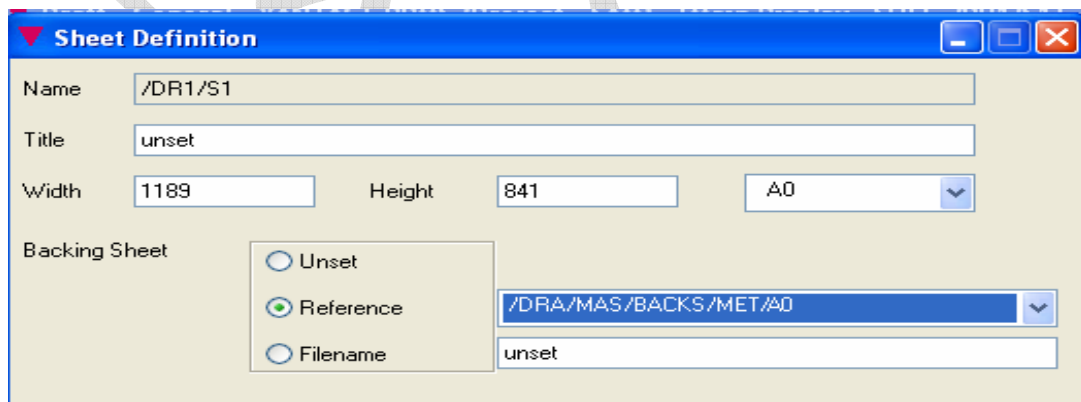 Sheet Definition
Name /DR1/S1
Title unset
Width 1189 Height 841 A0
Backing Sheet
Unset
Reference /DRA/MAS/BACKS/MET/A0
Filename unset